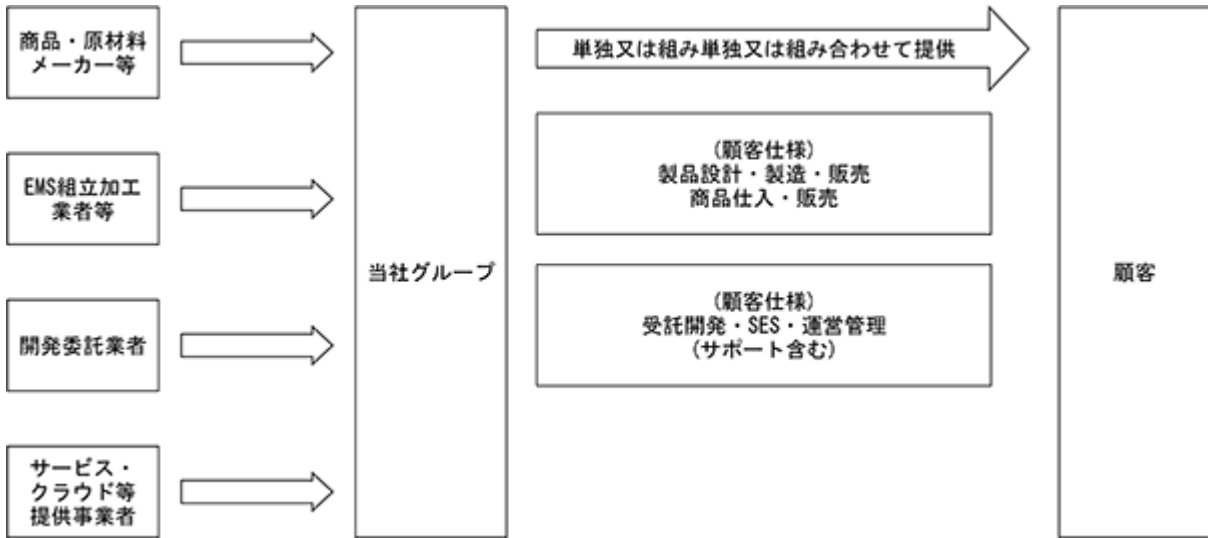 商品・原材料
メーカー等
EMS組立加工
業者等
開発委託業者
サービス・
クラウド等
提供事業者
当社グループ
単独又は組み単独又は組み合わせて提供
(顧客仕様)
製品設計・製造・販売
商品仕入・販売
(顧客仕様)
受託開発・SES・運営管理
(サポート含む)
顧客